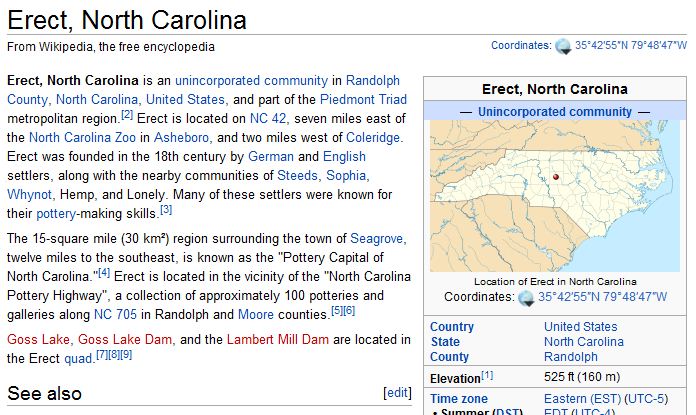 Erect, North Carolina
From Wikipedia, the free encyclopedia
Coordinates: 35°42′55″N 79°48′47″W
Erect, North Carolina is an unincorporated community in Randolph
County, North Carolina, United States, and part of the Piedmont Triad
metropolitan region.[2] Erect is located on NC 42, seven miles east of
the North Carolina Zoo in Asheboro, and two miles west of Coleridge.
Erect was founded in the 18th century by German and English
settlers, along with the nearby communities of Steeds, Sophia,
Whynot, Hemp, and Lonely. Many of these settlers were known for
their pottery-making skills.[3]
The 15-square mile (30 km²) region surrounding the town of Seagrove,
twelve miles to the southeast, is known as the "Pottery Capital of
North Carolina."[4] Erect is located in the vicinity of the "North Carolina
Pottery Highway", a collection of approximately 100 potteries and
galleries along NC 705 in Randolph and Moore counties.[5][6]
Goss Lake, Goss Lake Dam, and the Lambert Mill Dam are located in
the Erect quad.[7][8][9]
See also [edit]
Erect, North Carolina
— Unincorporated community —
Location of Erect in North Carolina
Coordinates: 35°42′55″N 79°48′47″W
Country United States
State North Carolina
County Randolph
Elevation[1] 525 ft (160 m)
Time zone Eastern (EST) (UTC-5)
• Summer (DST) EDT (UTC-4)